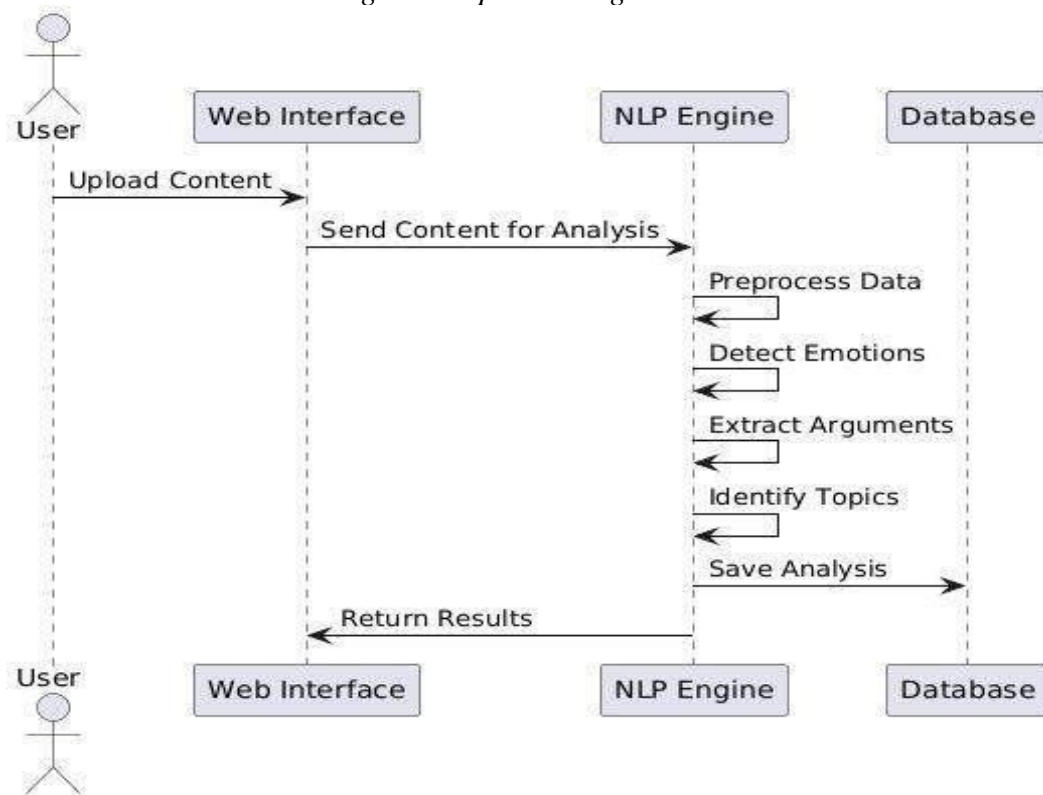 User
Web Interface
NLP Engine
Database
Upload Content
Send Content for Analysis
Preprocess Data
Detect Emotions
Extract Arguments
Identify Topics
Save Analysis
Return Results
User
Web Interface
NLP Engine
Database